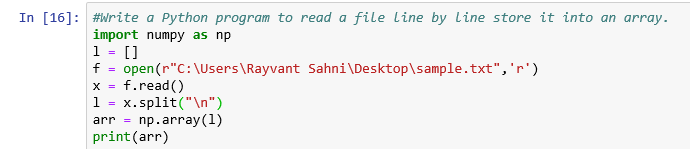 In [16]: #Write a Python program to read a file line by line store it into an array.
import numpy as np
l = []
f = open(r"C:\Users\Rayvant Sahni\Desktop\sample.txt",'r')
x = f.read()
l = x.split("\n")
arr = np.array(l)
print(arr)